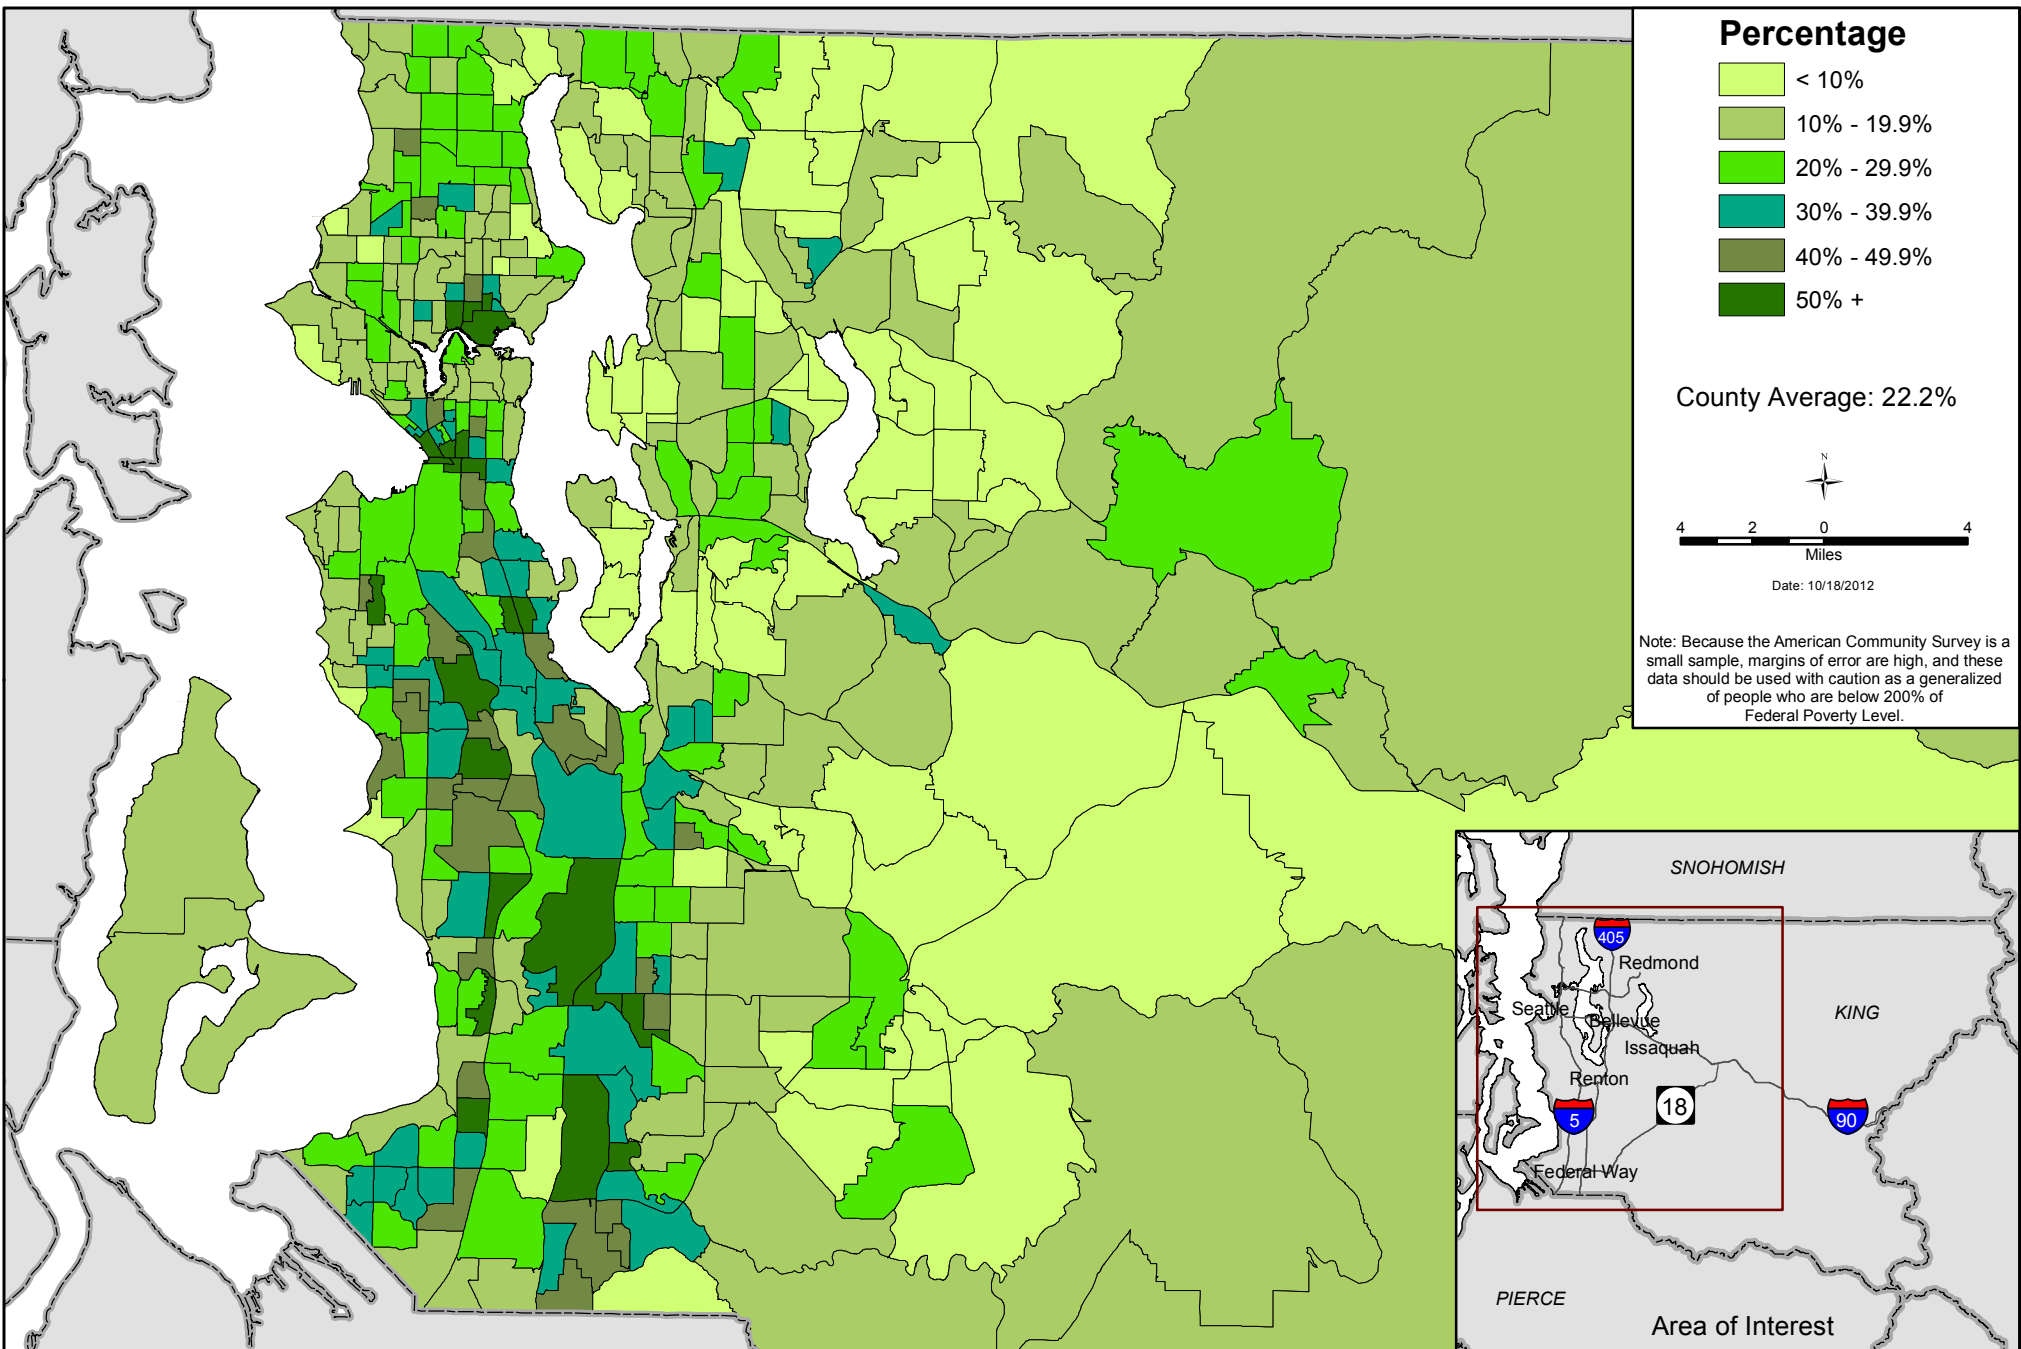 Percentage
< 10%
10% - 19.9%
20% - 29.9%
30% - 39.9%
40% - 49.9%
50% +
County Average: 22.2%
N
4 2 0 4
Miles
Date: 10/18/2012
Note: Because the American Community Survey is a
small sample, margins of error are high, and these
data should be used with caution as a generalized
of people who are below 200% of
Federal Poverty Level.
SNOHOMISH
405
Redmond
Seattle
Bellevue
KING
Issaquah
Renton
18
5
90
Federal Way
PIERCE
Area of Interest